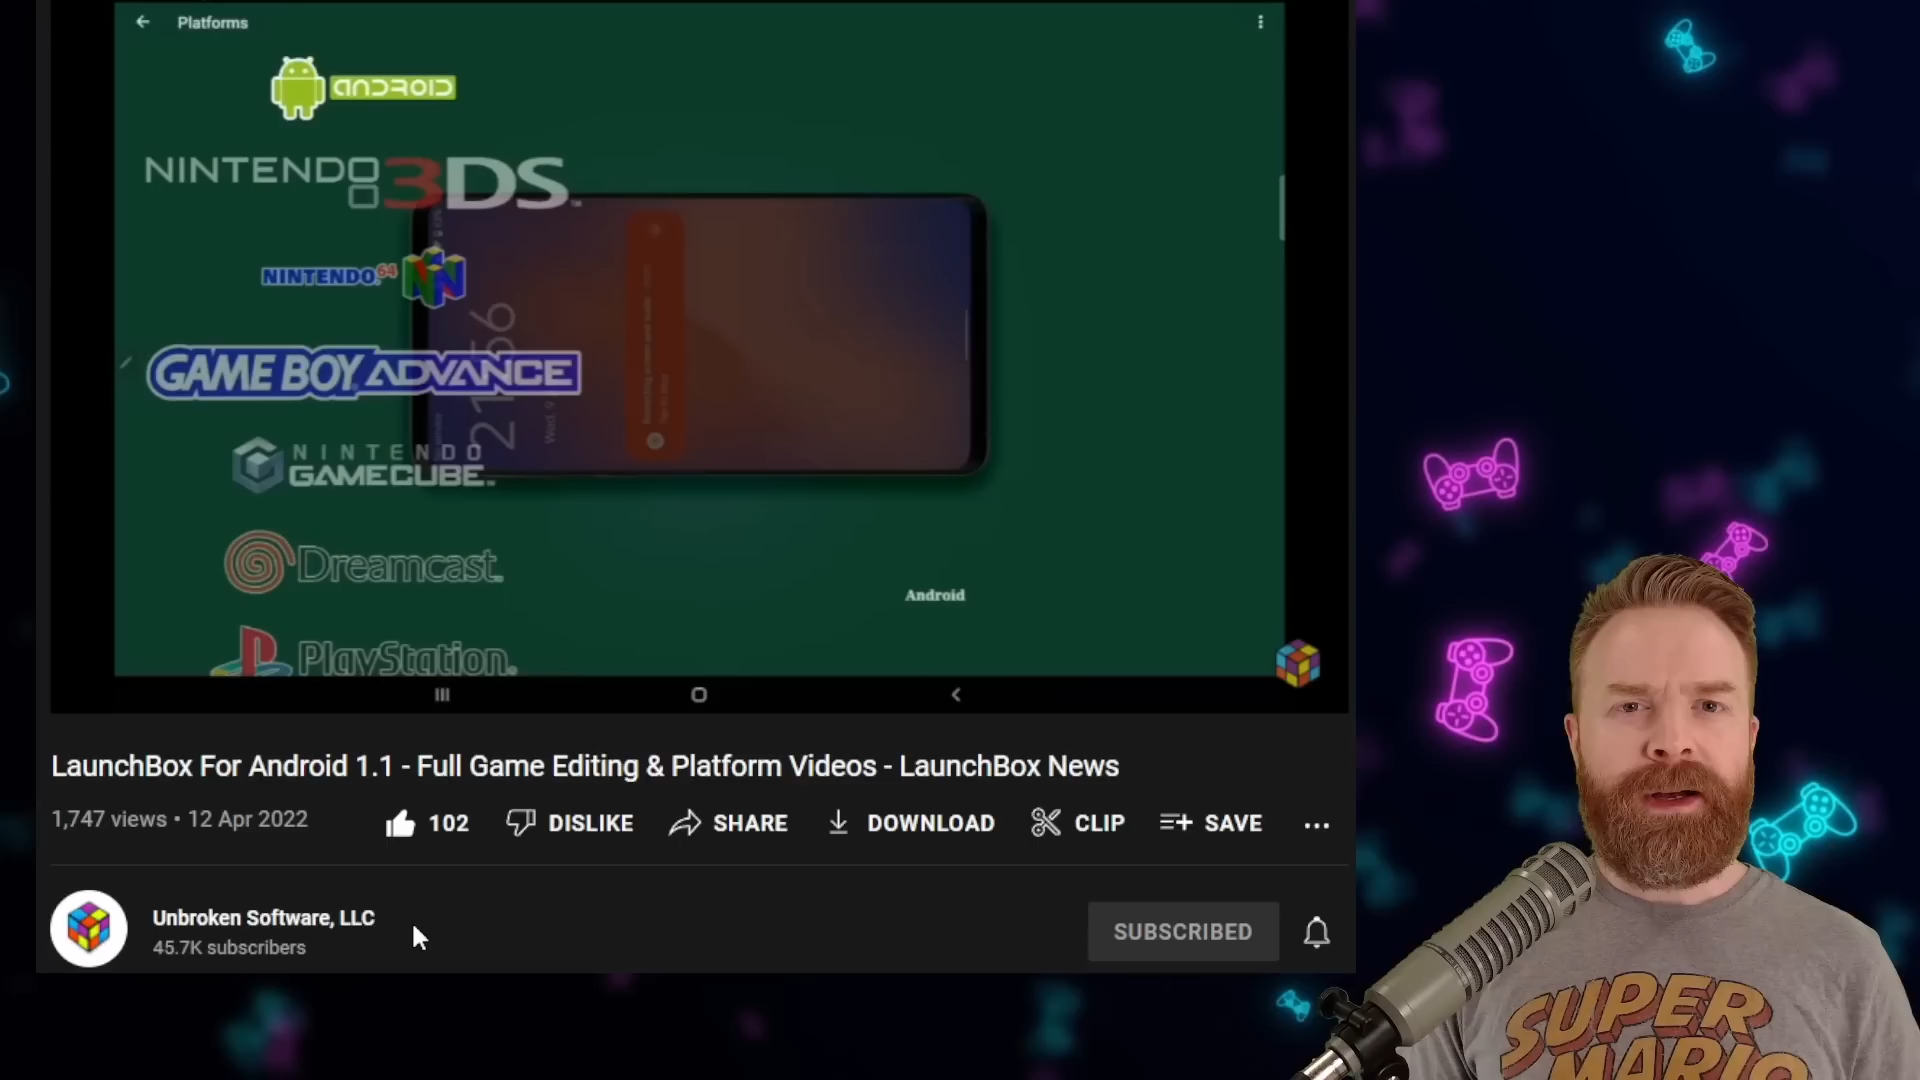 Platforms
ANDROID
NINTENDO 3DS
NINTENDO 64
GAME BOY ADVANCE
NINTENDO
GAMECUBE
Dreamcast
PlayStation
Android
LaunchBox For Android 1.1 - Full Game Editing & Platform Videos - LaunchBox News
1,747 views • 12 Apr 2022
102
DISLIKE
SHARE
DOWNLOAD
CLIP
SAVE
Unbroken Software, LLC
45.7K subscribers
SUBSCRIBED
SUPER
MARIO